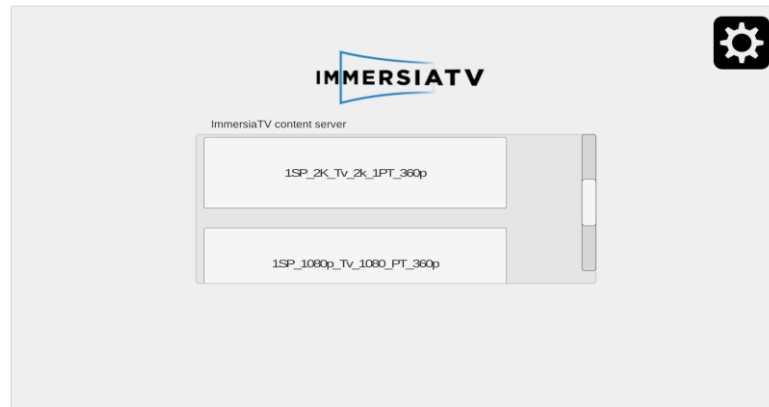 IMMERSIATV
ImmersiaTV content server
1SP_2K_Tv_2k_1PT_360p
1SP_1080p_Tv_1080_PT_360p